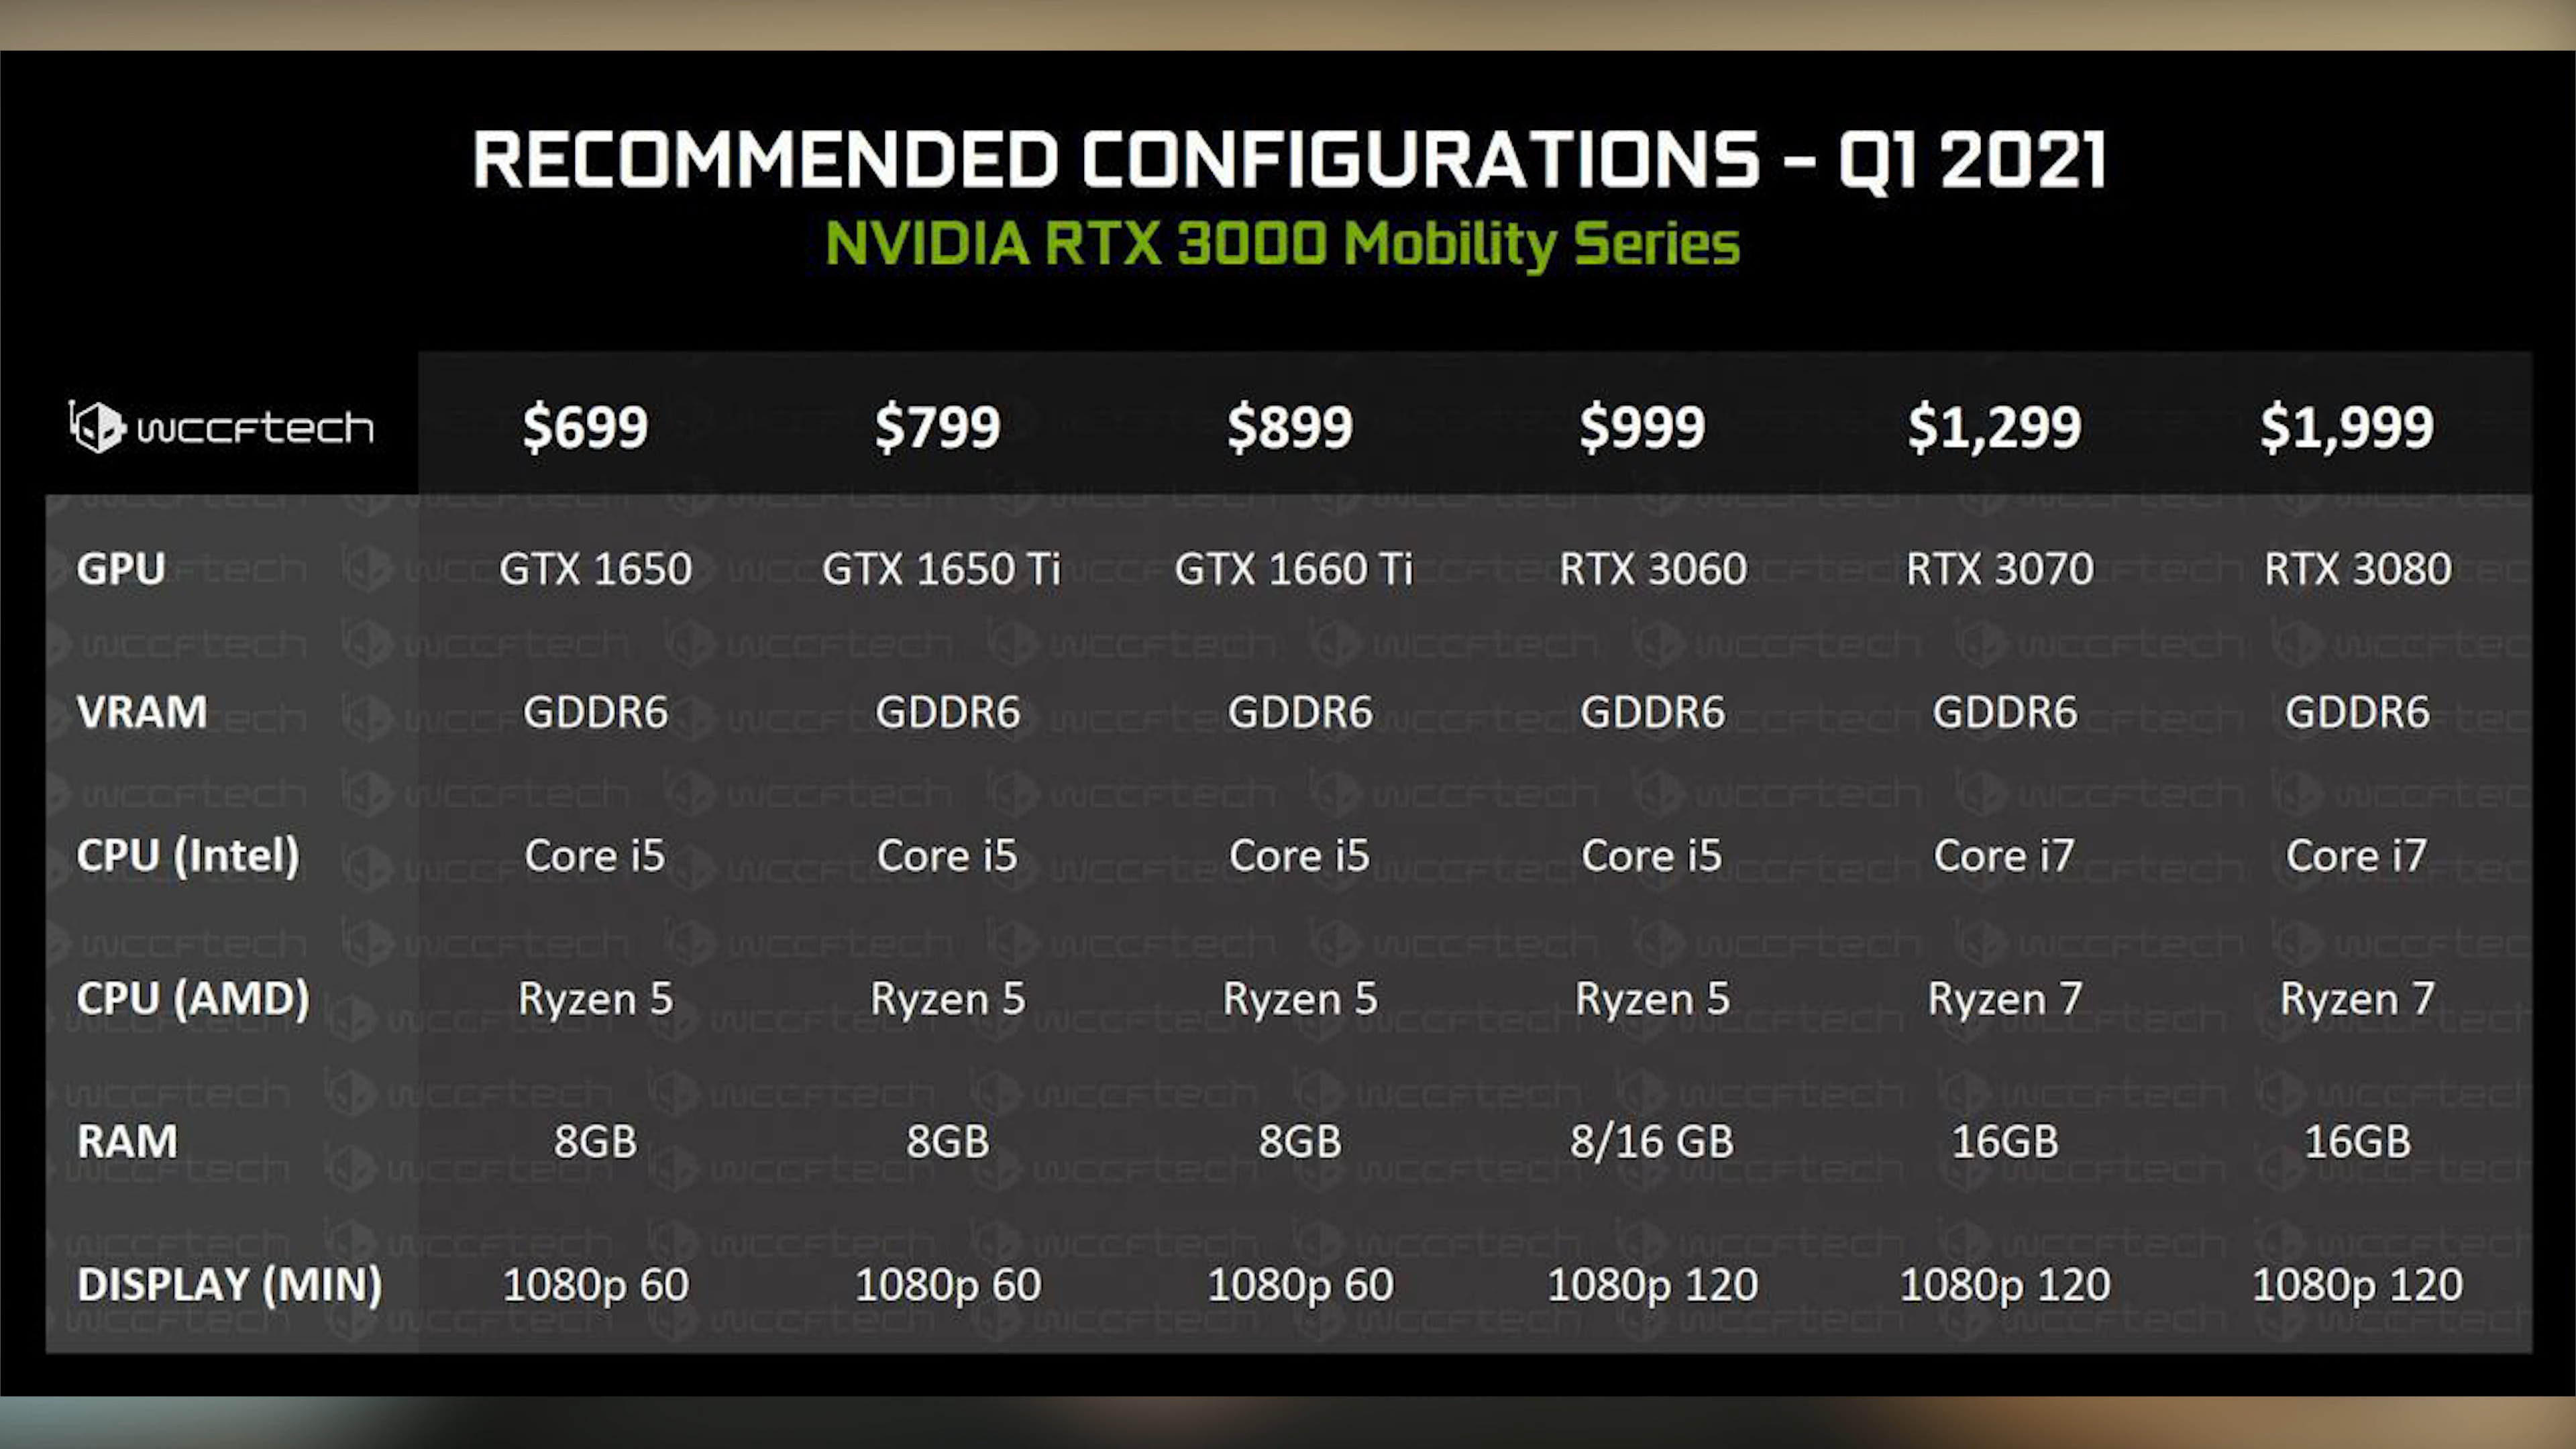 RECOMMENDED CONFIGURATIONS - Q1 2021
NVIDIA RTX 3000 Mobility Series
wccftech $699 $799 $899 $999 $1,299 $1,999
GPU GTX 1650 GTX 1650 Ti GTX 1660 Ti RTX 3060 RTX 3070 RTX 3080
VRAM GDDR6 GDDR6 GDDR6 GDDR6 GDDR6 GDDR6
CPU (Intel) Core i5 Core i5 Core i5 Core i5 Core i7 Core i7
CPU (AMD) Ryzen 5 Ryzen 5 Ryzen 5 Ryzen 5 Ryzen 7 Ryzen 7
RAM 8GB 8GB 8GB 8/16 GB 16GB 16GB
DISPLAY (MIN) 1080p 60 1080p 60 1080p 60 1080p 120 1080p 120 1080p 120